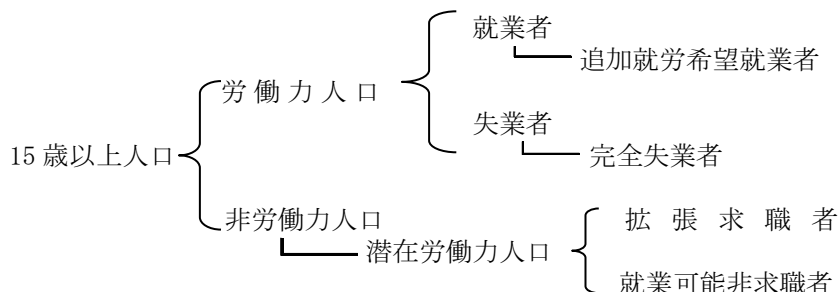 就業者
追加就労希望就業者
労働力人口
失業者
15歳以上人口
完全失業者
非労働力人口
拡張求職者
潜在労働力人口
就業可能非求職者